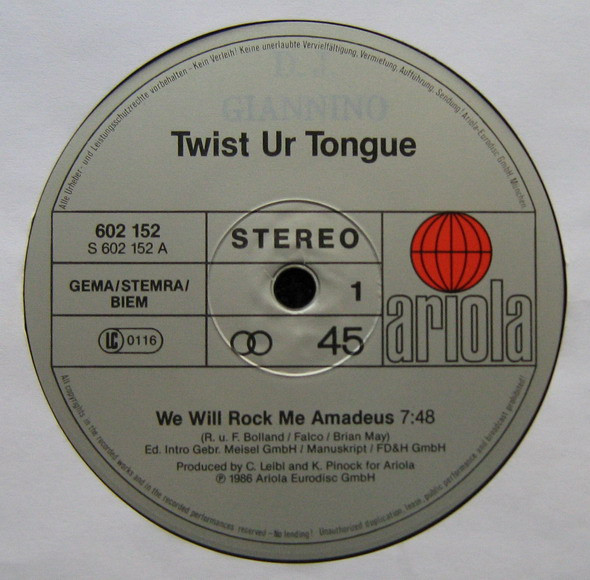 Alle Urheber- und Leistungsschutzrechte vorbehalten - Kein Verleih! Keine unerlaubte Vervielfältigung, Vermietung, Aufführung, Sendung! Ariola-Eurodisc GmbH München
D.J.
GIANNINO
Twist Ur Tongue
602 152
S 602 152 A
STEREO
GEMA/STEMRA/
BIEM
1
LC 0116
45
ariola
We Will Rock Me Amadeus 7:48
(R. u. F. Bolland / Falco / Brian May)
Ed. Intro Gebr. Meisel GmbH / Manuskript / FD&H GmbH
Produced by C. Leibl and K. Pinock for Ariola
℗ 1986 Ariola Eurodisc GmbH
All copyrights in the recorded works and in the recorded performances reserved - No lending! · Unauthorized duplication, lease, public performance and broadcast prohibited!